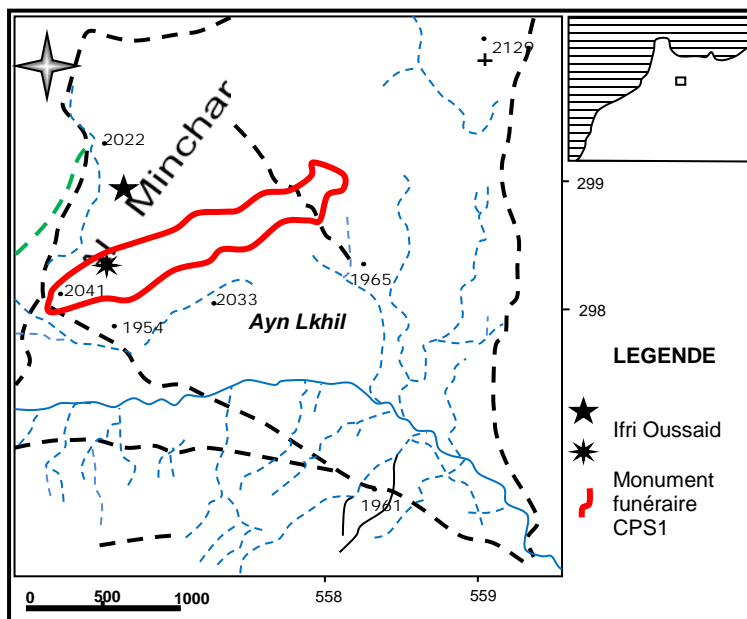 2129
2022
Minchar
299
2041
1965
2033
298
1954
Ayn Lkhil
LEGENDE
Ifri Oussaid
Monument
funéraire
CPS1
1961
0 500 1000
558
559